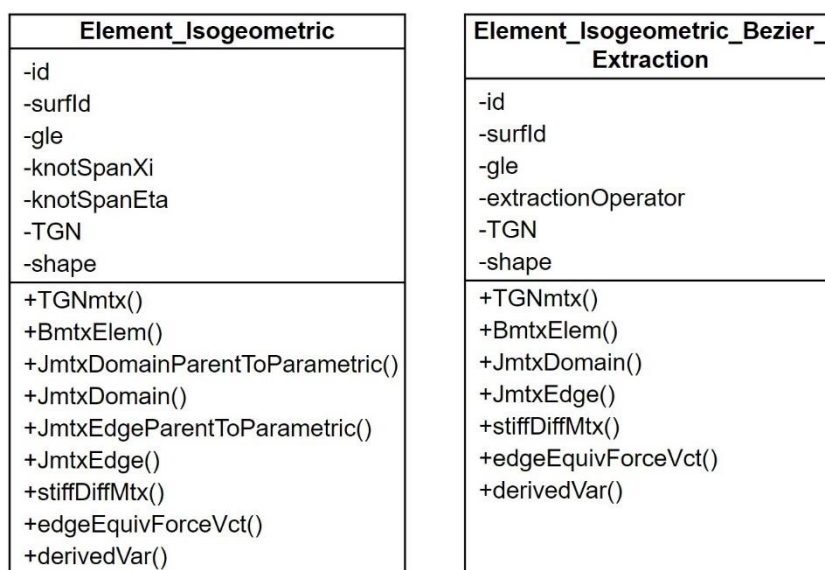 Element_Isogeometric
-id
-surfId
-gle
-knotSpanXi
-knotSpanEta
-TGN
-shape
+TGNmtx()
+BmtxElem()
+JmtxDomainParentToParametric()
+JmtxDomain()
+JmtxEdgeParentToParametric()
+JmtxEdge()
+stiffDiffMtx()
+edgeEquivForceVct()
+derivedVar()
Element_Isogeometric_Bezier_
Extraction
-id
-surfId
-gle
-extractionOperator
-TGN
-shape
+TGNmtx()
+BmtxElem()
+JmtxDomain()
+JmtxEdge()
+stiffDiffMtx()
+edgeEquivForceVct()
+derivedVar()